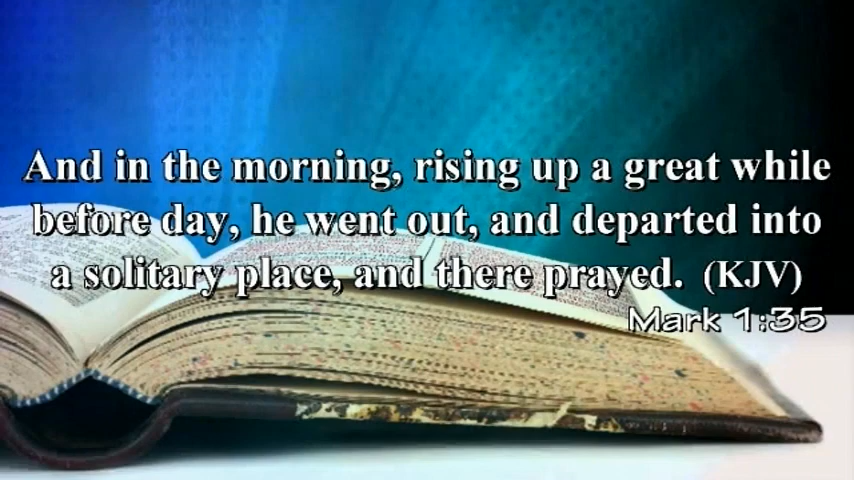 And in the morning, rising up a great while
before day, he went out, and departed into
a solitary place, and there prayed. (KJV)
Mark 1:35